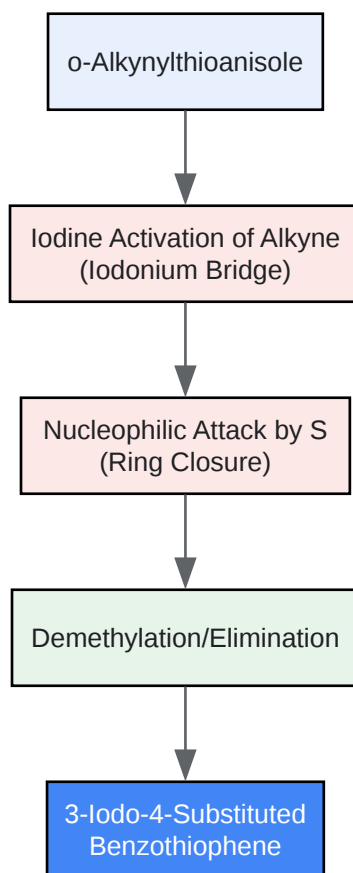 o-Alkynylthioanisole
Iodine Activation of Alkyne
(Iodonium Bridge)
Nucleophilic Attack by S
(Ring Closure)
Demethylation/Elimination
3-Iodo-4-Substituted
Benzothiophene